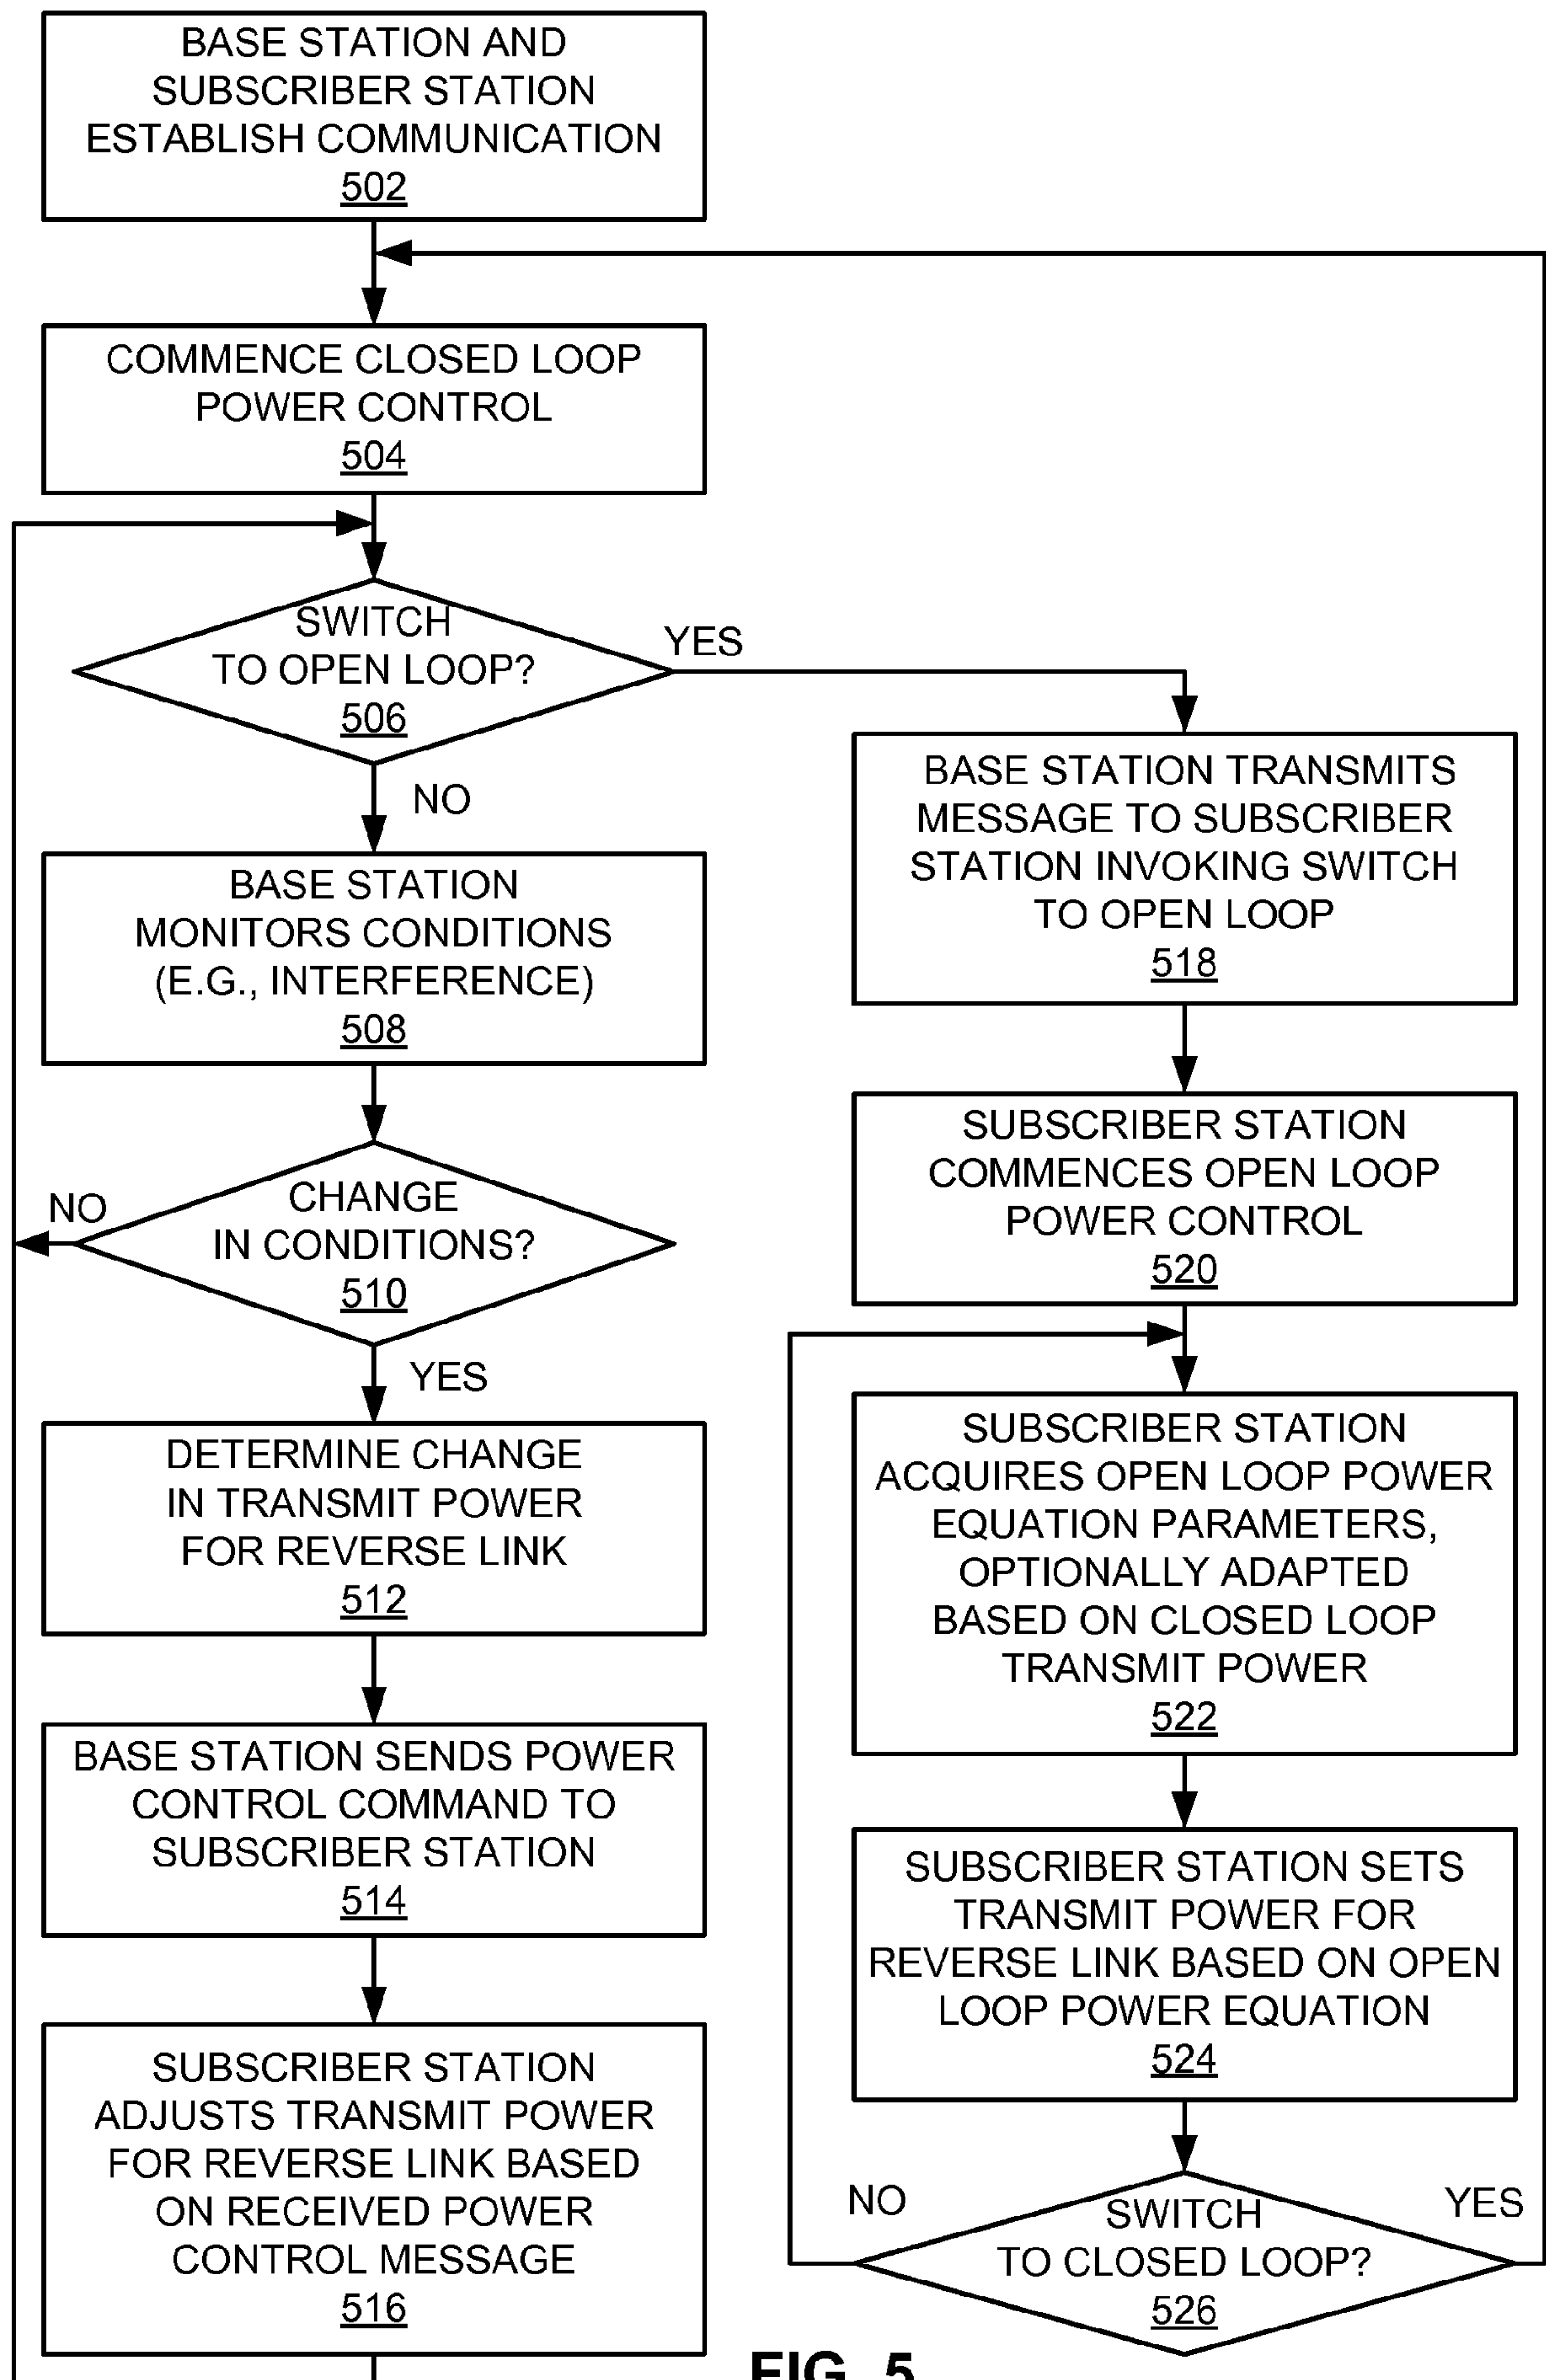 BASE STATION AND
SUBSCRIBER STATION
ESTABLISH COMMUNICATION
502
COMMENCE CLOSED LOOP
POWER CONTROL
504
SWITCH
TO OPEN LOOP?
506
YES
NO
BASE STATION
MONITORS CONDITIONS
(E.G., INTERFERENCE)
508
CHANGE
IN CONDITIONS?
510
NO
YES
DETERMINE CHANGE
IN TRANSMIT POWER
FOR REVERSE LINK
512
BASE STATION SENDS POWER
CONTROL COMMAND TO
SUBSCRIBER STATION
514
SUBSCRIBER STATION
ADJUSTS TRANSMIT POWER
FOR REVERSE LINK BASED
ON RECEIVED POWER
CONTROL MESSAGE
516
BASE STATION TRANSMITS
MESSAGE TO SUBSCRIBER
STATION INVOKING SWITCH
TO OPEN LOOP
518
SUBSCRIBER STATION
COMMENCES OPEN LOOP
POWER CONTROL
520
SUBSCRIBER STATION
ACQUIRES OPEN LOOP POWER
EQUATION PARAMETERS,
OPTIONALLY ADAPTED
BASED ON CLOSED LOOP
TRANSMIT POWER
522
SUBSCRIBER STATION SETS
TRANSMIT POWER FOR
REVERSE LINK BASED ON OPEN
LOOP POWER EQUATION
524
SWITCH
TO CLOSED LOOP?
526
NO
YES
FIG. 5